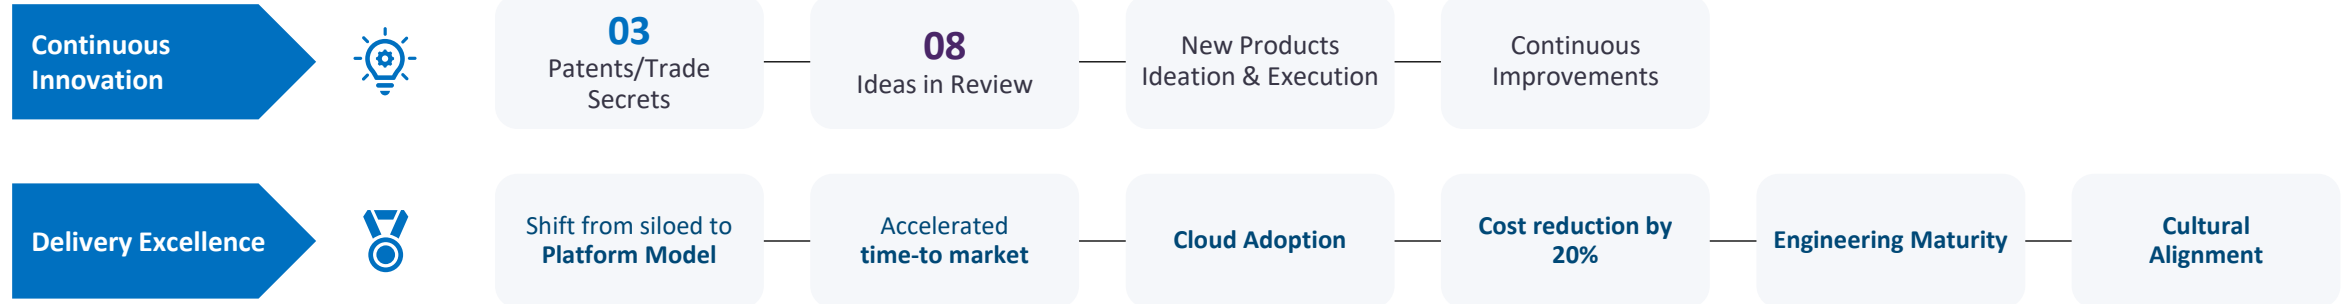 Continuous
Innovation
03
Patents/Trade
Secrets
08
Ideas in Review
New Products
Ideation & Execution
Continuous
Improvements
Delivery Excellence
Shift from siloed to
Platform Model
Accelerated
time-to market
Cloud Adoption
Cost reduction by
20%
Engineering Maturity
Cultural
Alignment